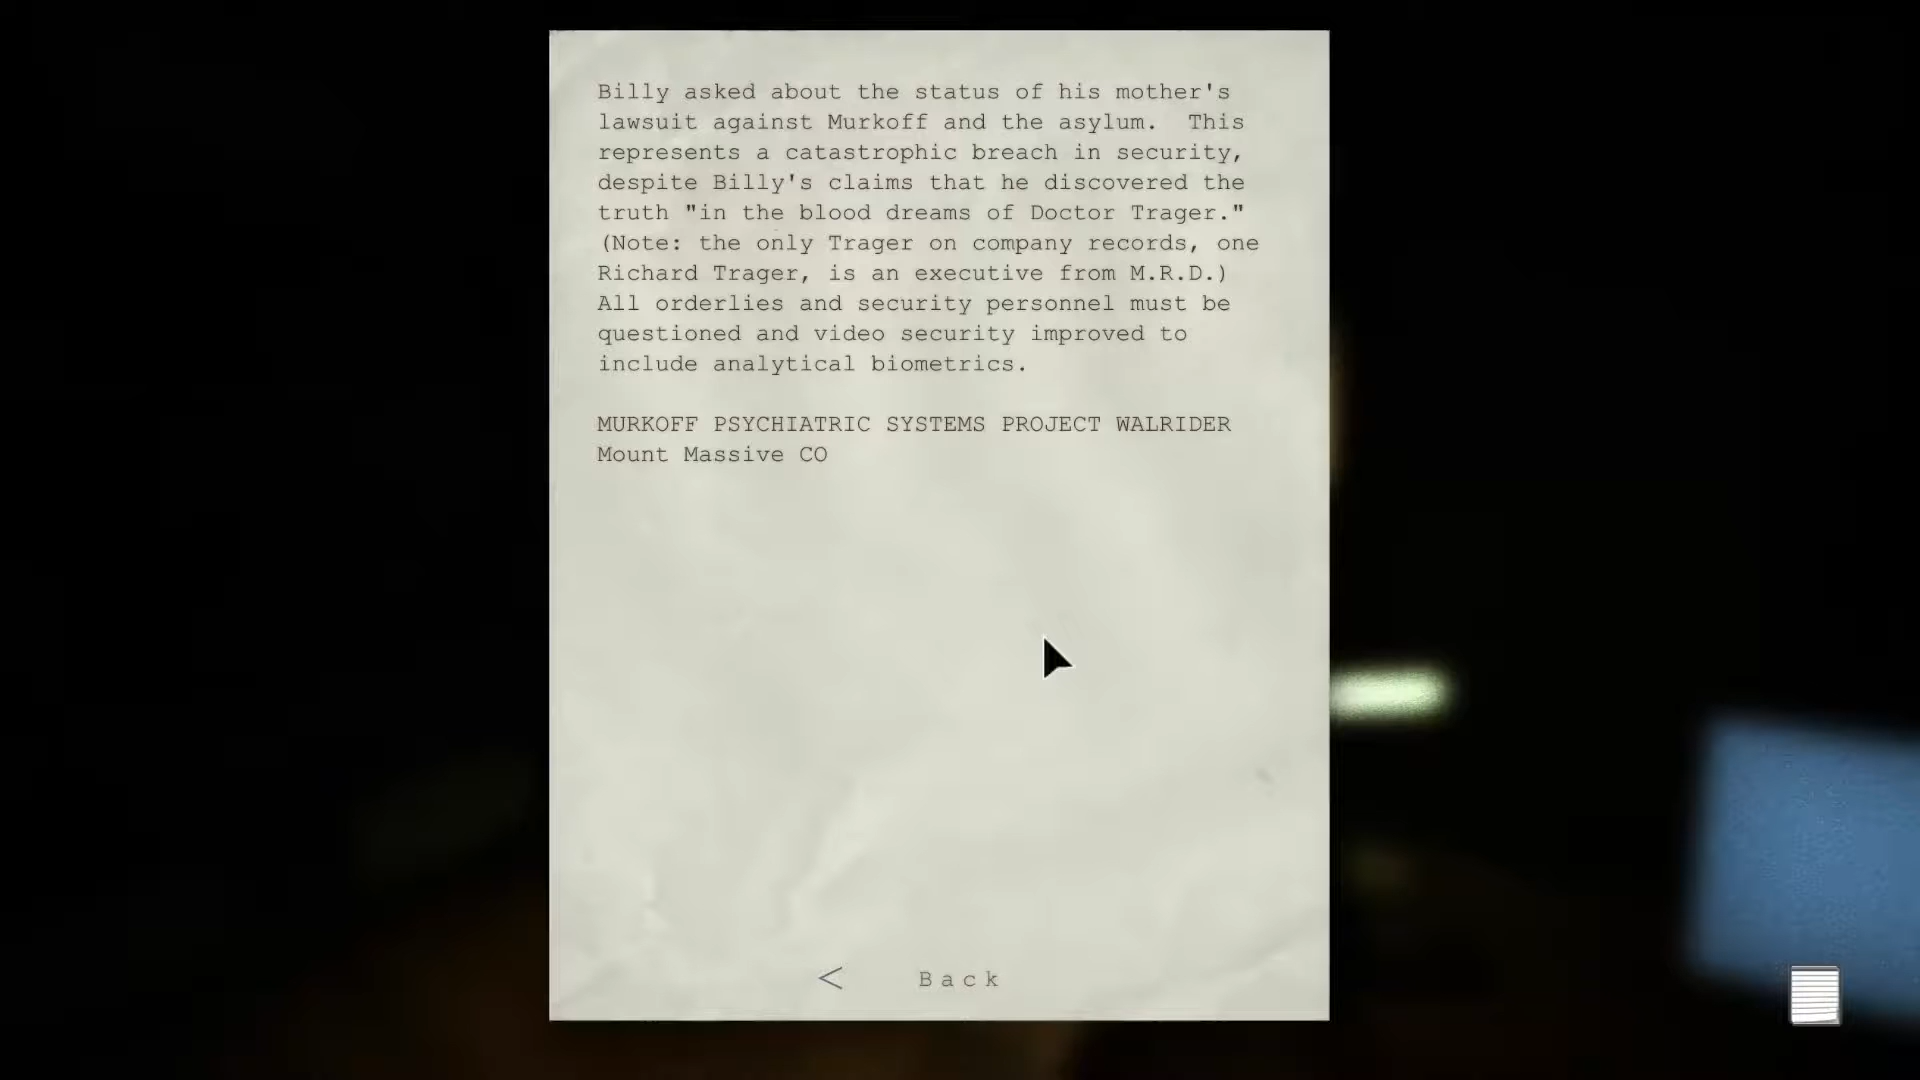 Billy asked about the status of his mother's
lawsuit against Murkoff and the asylum.  This
represents a catastrophic breach in security,
despite Billy's claims that he discovered the
truth "in the blood dreams of Doctor Trager."
(Note: the only Trager on company records, one
Richard Trager, is an executive from M.R.D.)
All orderlies and security personnel must be
questioned and video security improved to
include analytical biometrics.

MURKOFF PSYCHIATRIC SYSTEMS PROJECT WALRIDER
Mount Massive CO

< Back